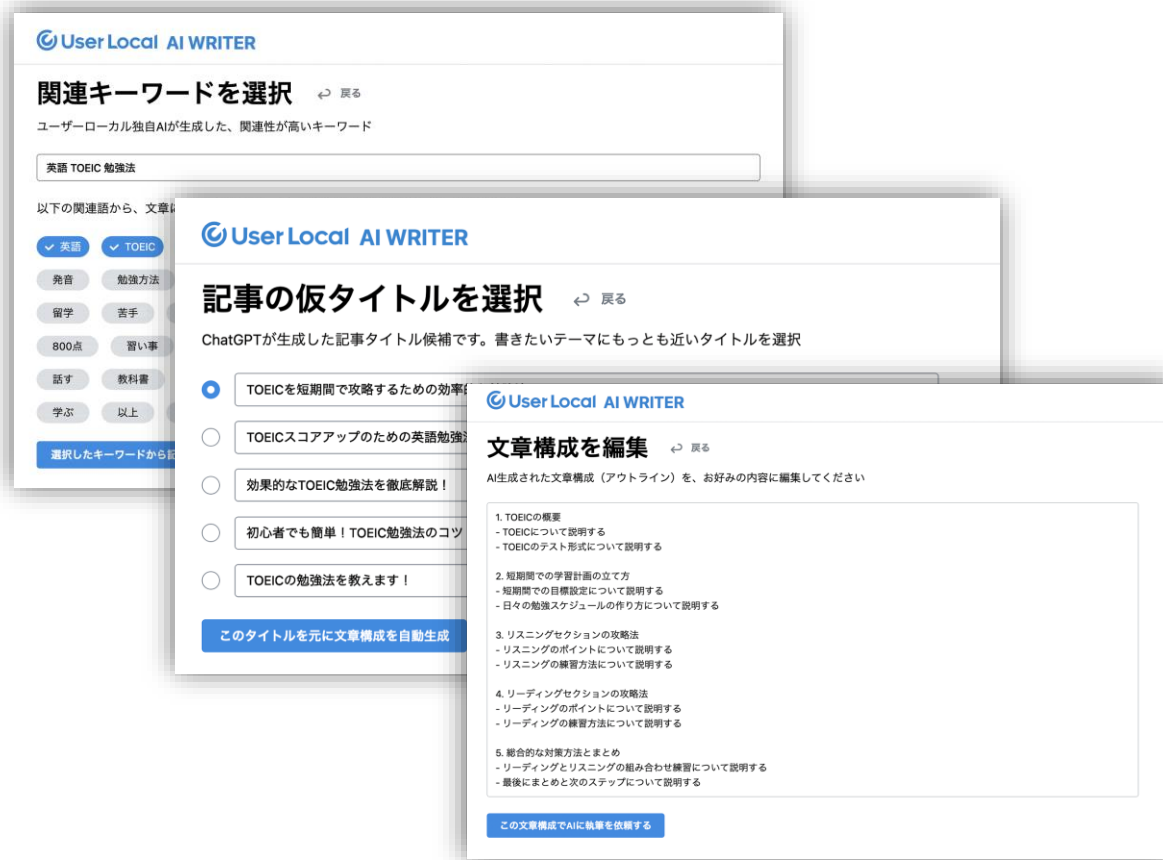 User Local AI WRITER
関連キーワードを選択 戻る
ユーザーローカル独自AIが生成した、関連性が高いキーワード
英語 TOEIC 勉強法
以下の関連語から、文章に
英語 TOEIC
発音 勉強方法
留学 苦手
800点 習い事
話す 教科書
学ぶ 以上
選択したキーワードから記
User Local AI WRITER
記事の仮タイトルを選択 戻る
ChatGPTが生成した記事タイトル候補です。書きたいテーマにもっとも近いタイトルを選択
TOEICを短期間で攻略するための効率
TOEICスコアアップのための英語勉強
効果的なTOEIC勉強法を徹底解説！
初心者でも簡単！TOEIC勉強法のコツ
TOEICの勉強法を教えます！
このタイトルを元に文章構成を自動生成
User Local AI WRITER
文章構成を編集 戻る
AI生成された文章構成（アウトライン）を、お好みの内容に編集してください
1. TOEICの概要
- TOEICについて説明する
- TOEICのテスト形式について説明する
2. 短期間での学習計画の立て方
- 短期間での目標設定について説明する
- 日々の勉強スケジュールの作り方について説明する
3. リスニングセクションの攻略法
- リスニングのポイントについて説明する
- リスニングの練習方法について説明する
4. リーディングセクションの攻略法
- リーディングのポイントについて説明する
- リーディングの練習方法について説明する
5. 総合的な対策方法とまとめ
- リーディングとリスニングの組み合わせ練習について説明する
- 最後にまとめと次のステップについて説明する
この文章構成でAIに執筆を依頼する